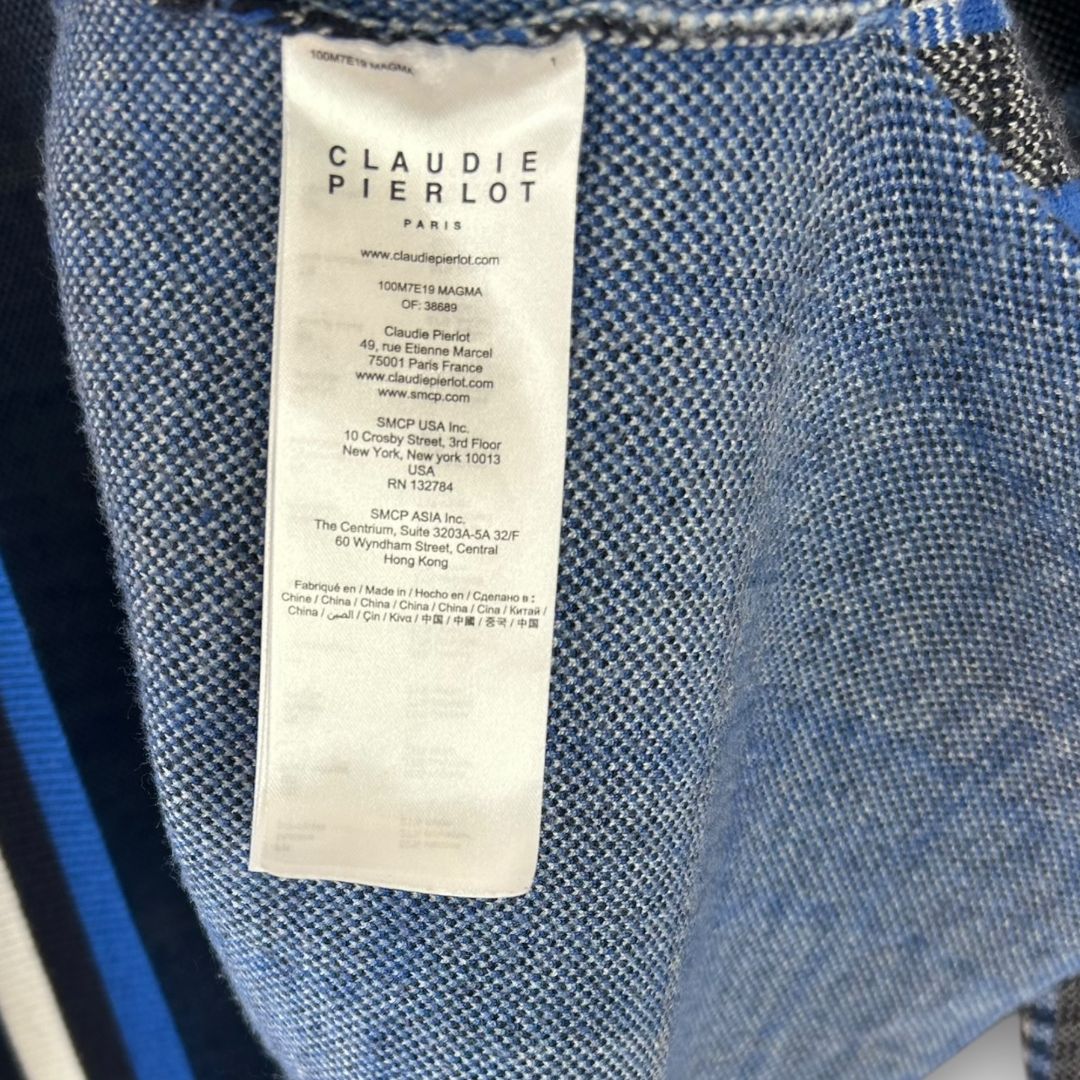 100M7E19 MAGMA 1
CLAUDIE
PIERLOT
PARIS
www.claudiepierlot.com
100M7E19 MAGMA
OF: 38689
Claudie Pierlot
49, rue Etienne Marcel
75001 Paris France
www.claudiepierlot.com
www.smcp.com
SMCP USA Inc.
10 Crosby Street, 3rd Floor
New York, New york 10013
USA
RN 132784
SMCP ASIA Inc.
The Centrium, Suite 3203A-5A 32/F
60 Wyndham Street, Central
Hong Kong
Fabriqué en / Made in / Hecho en / Сделано в :
Chine / China / China / China / China / Cina / Китай /
China / الصين / Çin / Κίνα / 中国 / 中國 / 중국 / 中国